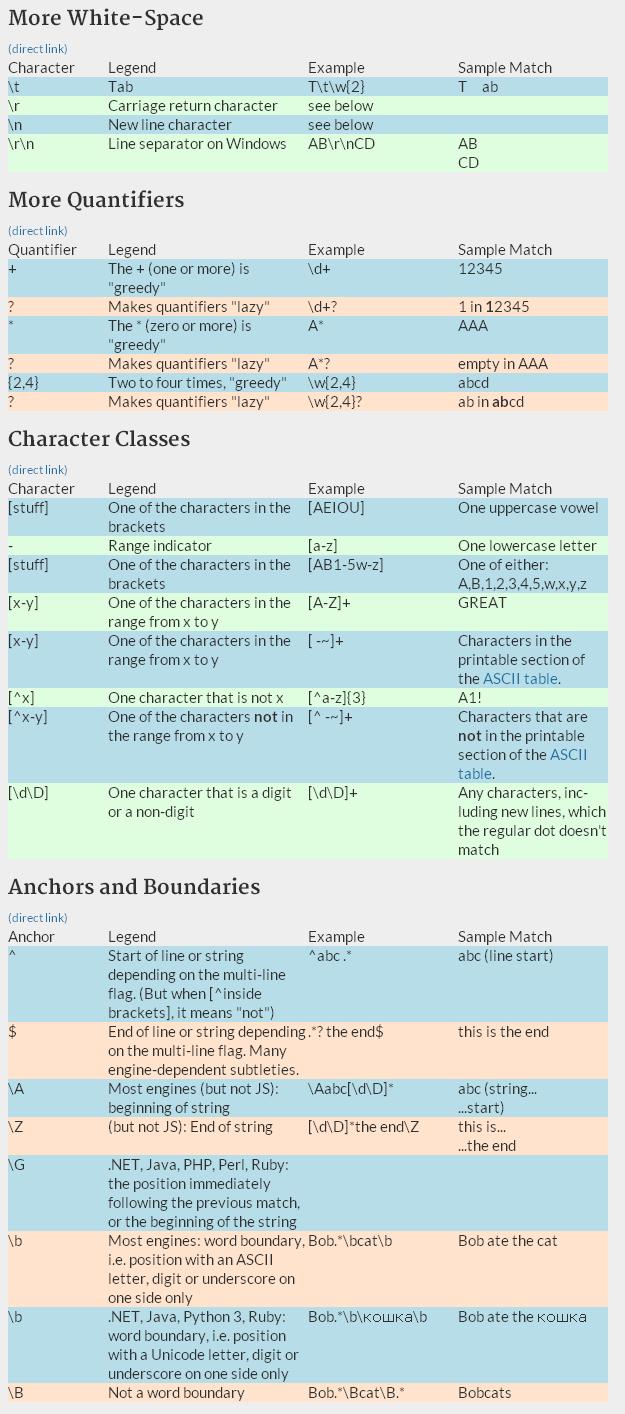 More White-Space
(direct link)
Character Legend Example Sample Match
\t Tab T\t\w{2} T     ab
\r Carriage return character see below
\n New line character see below
\r\n Line separator on Windows AB\r\nCD AB
CD
More Quantifiers
(direct link)
Quantifier Legend Example Sample Match
+ The + (one or more) is \d+ 12345
"greedy"
? Makes quantifiers "lazy" \d+? 1 in 12345
* The * (zero or more) is A* AAA
"greedy"
? Makes quantifiers "lazy" A*? empty in AAA
{2,4} Two to four times, "greedy" \w{2,4} abcd
? Makes quantifiers "lazy" \w{2,4}? ab in abcd
Character Classes
(direct link)
Character Legend Example Sample Match
[stuff] One of the characters in the [AEIOU] One uppercase vowel
brackets
- Range indicator [a-z] One lowercase letter
[stuff] One of the characters in the [AB1-5w-z] One of either:
brackets A,B,1,2,3,4,5,w,x,y,z
[x-y] One of the characters in the [A-Z]+ GREAT
range from x to y
[x-y] One of the characters in the [ -~]+ Characters in the
range from x to y printable section of
the ASCII table.
[^x] One character that is not x [^a-z]{3} A1!
[^x-y] One of the characters not in [^ -~]+ Characters that are
the range from x to y not in the printable
section of the ASCII
table.
[\d\D] One character that is a digit [\d\D]+ Any characters, inc-
or a non-digit luding new lines, which
the regular dot doesn't
match
Anchors and Boundaries
(direct link)
Anchor Legend Example Sample Match
^ Start of line or string ^abc .* abc (line start)
depending on the multi-line
flag. (But when [^inside
brackets], it means "not")
$ End of line or string depending .*? the end$ this is the end
on the multi-line flag. Many
engine-dependent subtleties.
\A Most engines (but not JS): \Aabc[\d\D]* abc (string...
beginning of string ...start)
\Z (but not JS): End of string [\d\D]*the end\Z this is...
...the end
\G .NET, Java, PHP, Perl, Ruby:
the position immediately
following the previous match,
or the beginning of the string
\b Most engines: word boundary, Bob.*\bcat\b Bob ate the cat
i.e. position with an ASCII
letter, digit or underscore on
one side only
\b .NET, Java, Python 3, Ruby: Bob.*\b\кошка\b Bob ate the кошка
word boundary, i.e. position
with a Unicode letter, digit or
underscore on one side only
\B Not a word boundary Bob.*\Bcat\B.* Bobcats